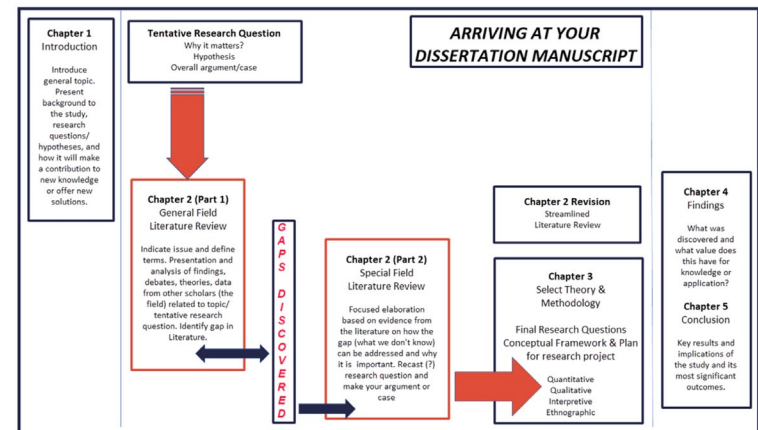 ARRIVING AT YOUR
DISSERTATION MANUSCRIPT
Chapter 1
Introduction
Introduce
general topic.
Present
background to
the study,
research
questions/
hypotheses, and
how it will make
a contribution to
new knowledge
or offer new
solutions.
Tentative Research Question
Why it matters?
Hypothesis
Overall argument/case
Chapter 2 (Part 1)
General Field
Literature Review
Indicate issue and define
terms. Presentation and
analysis of findings,
debates, theories, data
from other scholars (the
field) related to topic/
tentative research
question. Identify gap in
Literature.
GAPS DISCOVERED
Chapter 2 (Part 2)
Special Field
Literature Review
Focused elaboration
based on evidence from
the literature on how the
gap (what we don't know)
can be addressed and why
it is important. Recast (?)
research question and
make your argument or
case
Chapter 2 Revision
Streamlined
Literature Review
Chapter 3
Select Theory &
Methodology
Final Research Questions
Conceptual Framework & Plan
for research project
Quantitative
Qualitative
Interpretive
Ethnographic
Chapter 4
Findings
What was
discovered and
what value does
this have for
knowledge or
application?
Chapter 5
Conclusion
Key results and
implications of
the study and its
most significant
outcomes.